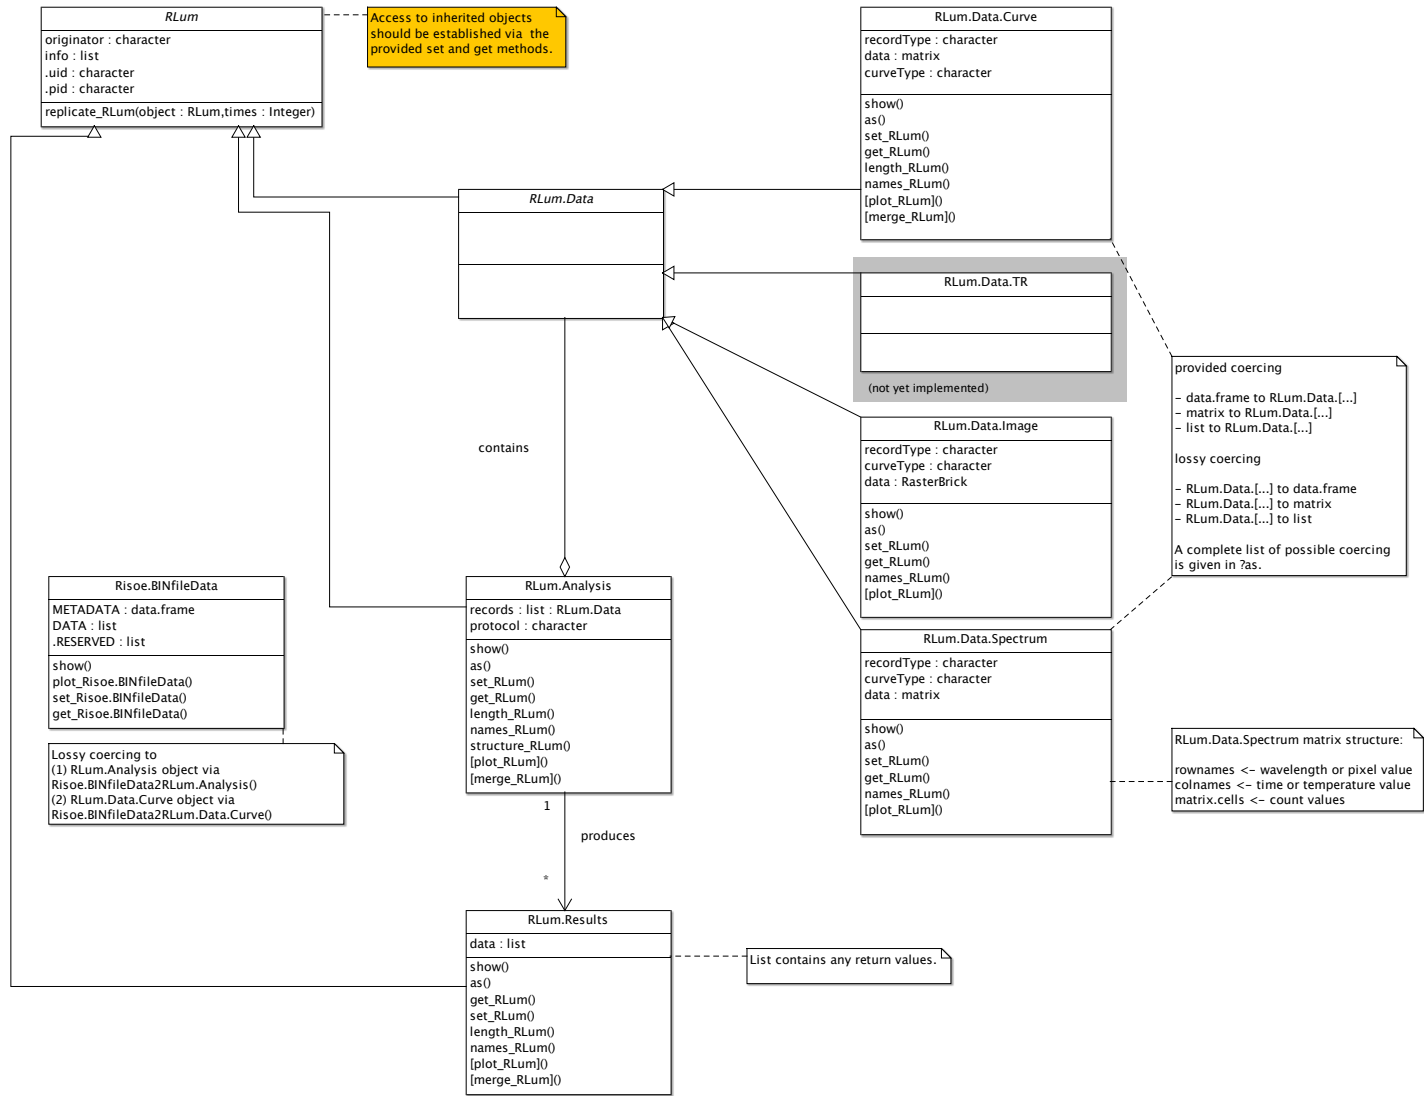 RLum
originator : character
info : list
.uid : character
.pid : character
replicate_RLum(object : RLum,times : Integer)
Access to inherited objects
should be established via  the
provided set and get methods.
RLum.Data.Curve
recordType : character
data : matrix
curveType : character
show()
as()
set_RLum()
get_RLum()
length_RLum()
names_RLum()
[plot_RLum]()
[merge_RLum]()
RLum.Data
RLum.Data.TR
(not yet implemented)
provided coercing
– data.frame to RLum.Data.[...]
– matrix to RLum.Data.[...]
– list to RLum.Data.[...]
lossy coercing
– RLum.Data.[...] to data.frame
– RLum.Data.[...] to matrix
– RLum.Data.[...] to list
A complete list of possible coercing
is given in ?as.
contains
RLum.Data.Image
recordType : character
curveType : character
data : RasterBrick
show()
as()
set_RLum()
get_RLum()
names_RLum()
[plot_RLum]()
Risoe.BINfileData
METADATA : data.frame
DATA : list
.RESERVED : list
show()
plot_Risoe.BINfileData()
set_Risoe.BINfileData()
get_Risoe.BINfileData()
Lossy coercing to
(1) RLum.Analysis object via
Risoe.BINfileData2RLum.Analysis()
(2) RLum.Data.Curve object via
Risoe.BINfileData2RLum.Data.Curve()
RLum.Analysis
records : list : RLum.Data
protocol : character
show()
as()
set_RLum()
get_RLum()
length_RLum()
names_RLum()
structure_RLum()
[plot_RLum]()
[merge_RLum]()
1
produces
*
RLum.Data.Spectrum
recordType : character
curveType : character
data : matrix
show()
as()
set_RLum()
get_RLum()
names_RLum()
[plot_RLum]()
RLum.Data.Spectrum matrix structure:
rownames <– wavelength or pixel value
colnames <– time or temperature value
matrix.cells <– count values
RLum.Results
data : list
show()
as()
get_RLum()
set_RLum()
length_RLum()
names_RLum()
[plot_RLum]()
[merge_RLum]()
List contains any return values.